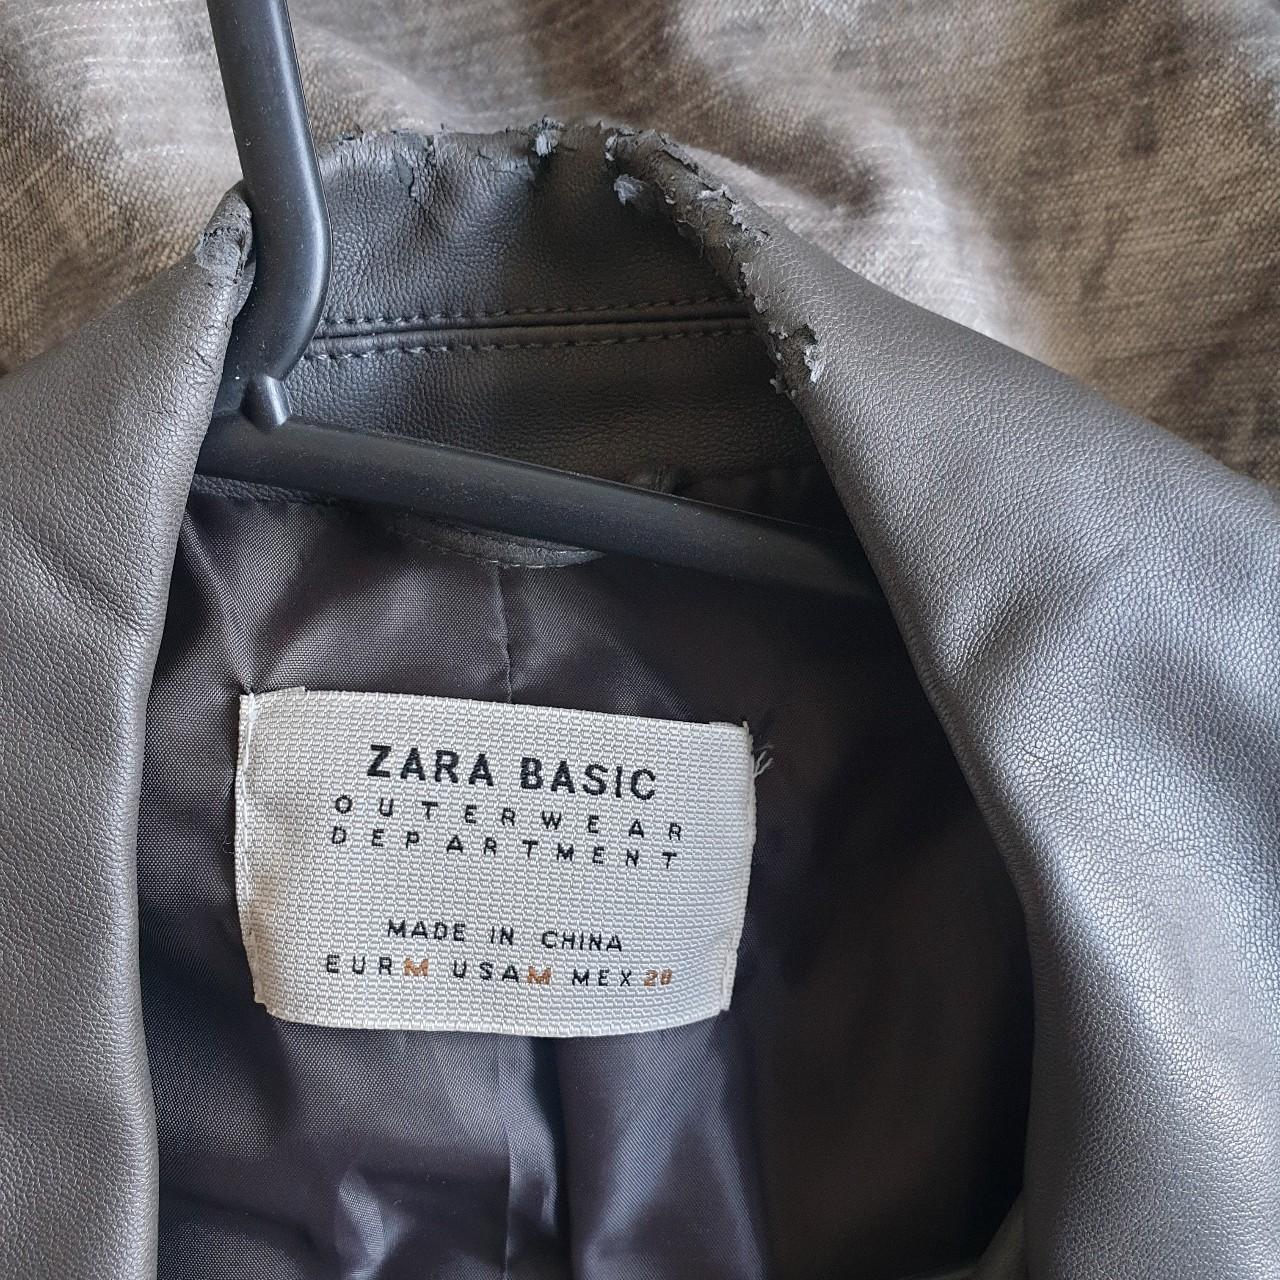 ZARA BASIC
OUTERWEAR
DEPARTMENT
MADE IN CHINA
EUR M USA M MEX 28